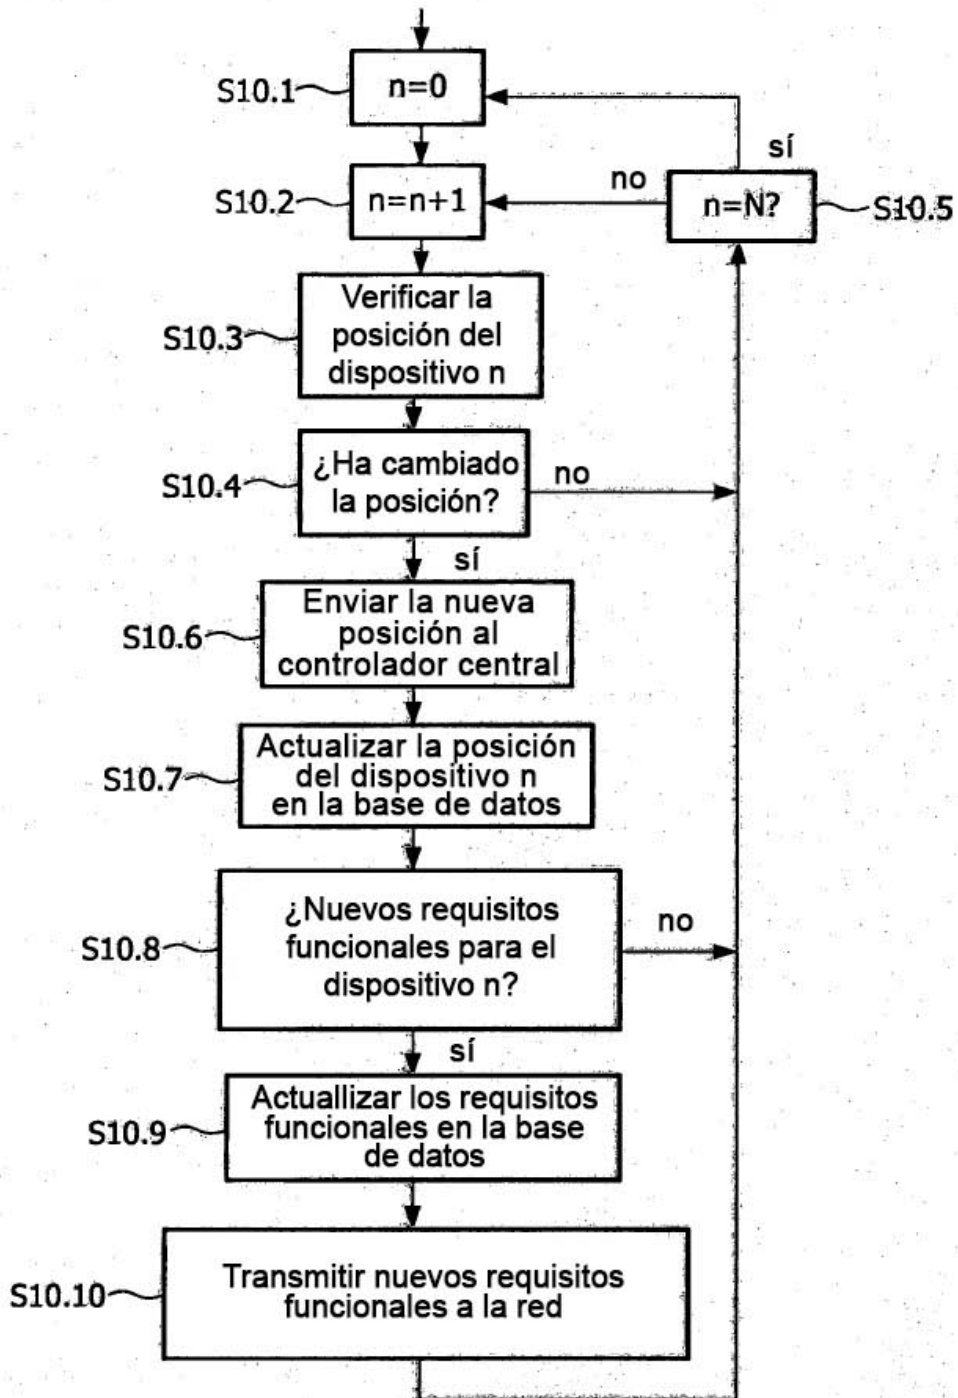 S10.1
n=0
sí
S10.2
n=n+1
no
n=N?
S10.5
S10.3
Verificar la
posición del
dispositivo n
S10.4
¿Ha cambiado
la posición?
no
sí
S10.6
Enviar la nueva
posición al
controlador central
S10.7
Actualizar la posición
del dispositivo n
en la base de datos
S10.8
¿Nuevos requisitos
funcionales para el
dispositivo n?
no
sí
S10.9
Actuallizar los requisitos
funcionales en la base
de datos
S10.10
Transmitir nuevos requisitos
funcionales a la red